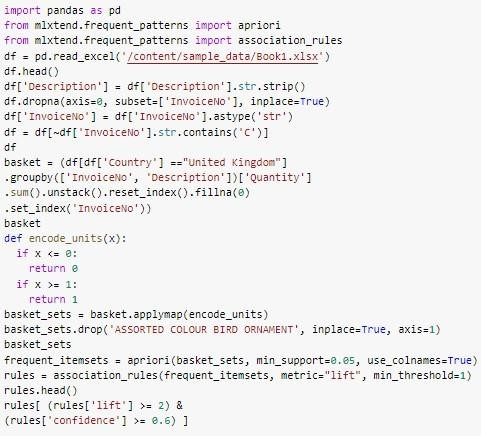 import pandas as pd
from mlxtend.frequent_patterns import apriori
from mlxtend.frequent_patterns import association_rules
df = pd.read_excel('/content/sample_data/Book1.xlsx')
df.head()
df['Description'] = df['Description'].str.strip()
df.dropna(axis=0, subset=['InvoiceNo'], inplace=True)
df['InvoiceNo'] = df['InvoiceNo'].astype('str')
df = df[~df['InvoiceNo'].str.contains('C')]
df
basket = (df[df['Country'] =="United Kingdom"]
.groupby(['InvoiceNo', 'Description'])['Quantity']
.sum().unstack().reset_index().fillna(0)
.set_index('InvoiceNo'))
basket
def encode_units(x):
  if x <= 0:
    return 0
  if x >= 1:
    return 1
basket_sets = basket.applymap(encode_units)
basket_sets.drop('ASSORTED COLOUR BIRD ORNAMENT', inplace=True, axis=1)
basket_sets
frequent_itemsets = apriori(basket_sets, min_support=0.05, use_colnames=True)
rules = association_rules(frequent_itemsets, metric="lift", min_threshold=1)
rules.head()
rules[ (rules['lift'] >= 2) &
(rules['confidence'] >= 0.6) ]